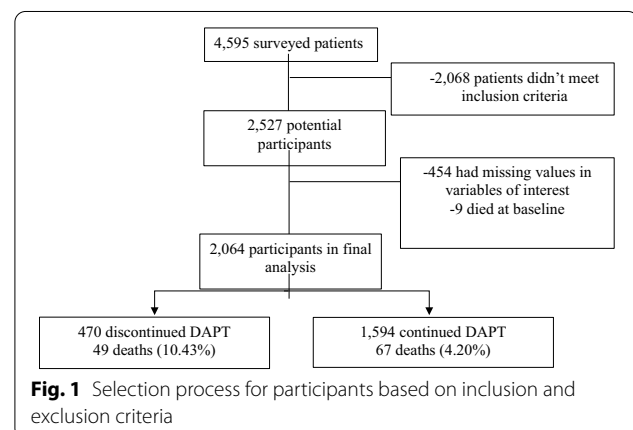 4,595 surveyed patients
-2,068 patients didn't meet
inclusion criteria
2,527 potential
participants
-454 had missing values in
variables of interest
-9 died at baseline
2,064 participants in final
analysis
470 discontinued DAPT
49 deaths (10.43%)
1,594 continued DAPT
67 deaths (4.20%)
Fig. 1 Selection process for participants based on inclusion and
exclusion criteria